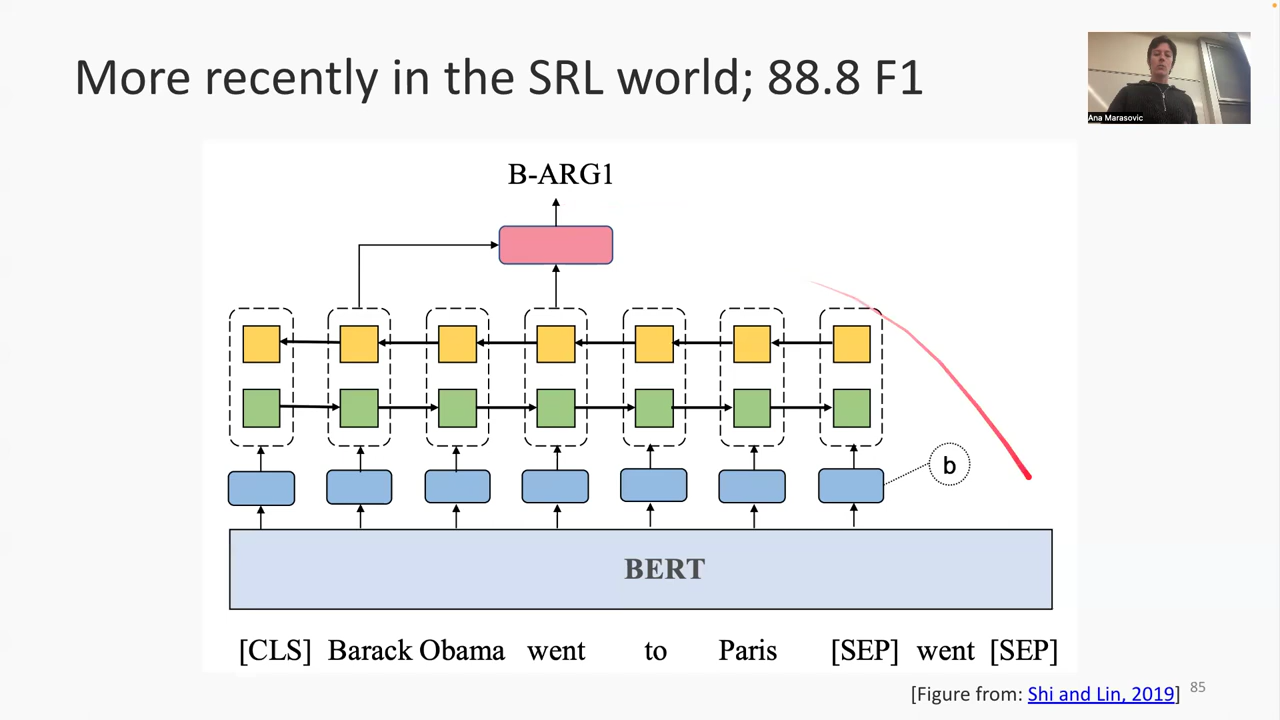 More recently in the SRL world; 88.8 F1
Ana Marasovic
B-ARG1
b
BERT
[CLS] Barack Obama went to Paris [SEP] went [SEP]
[Figure from: Shi and Lin, 2019]
85